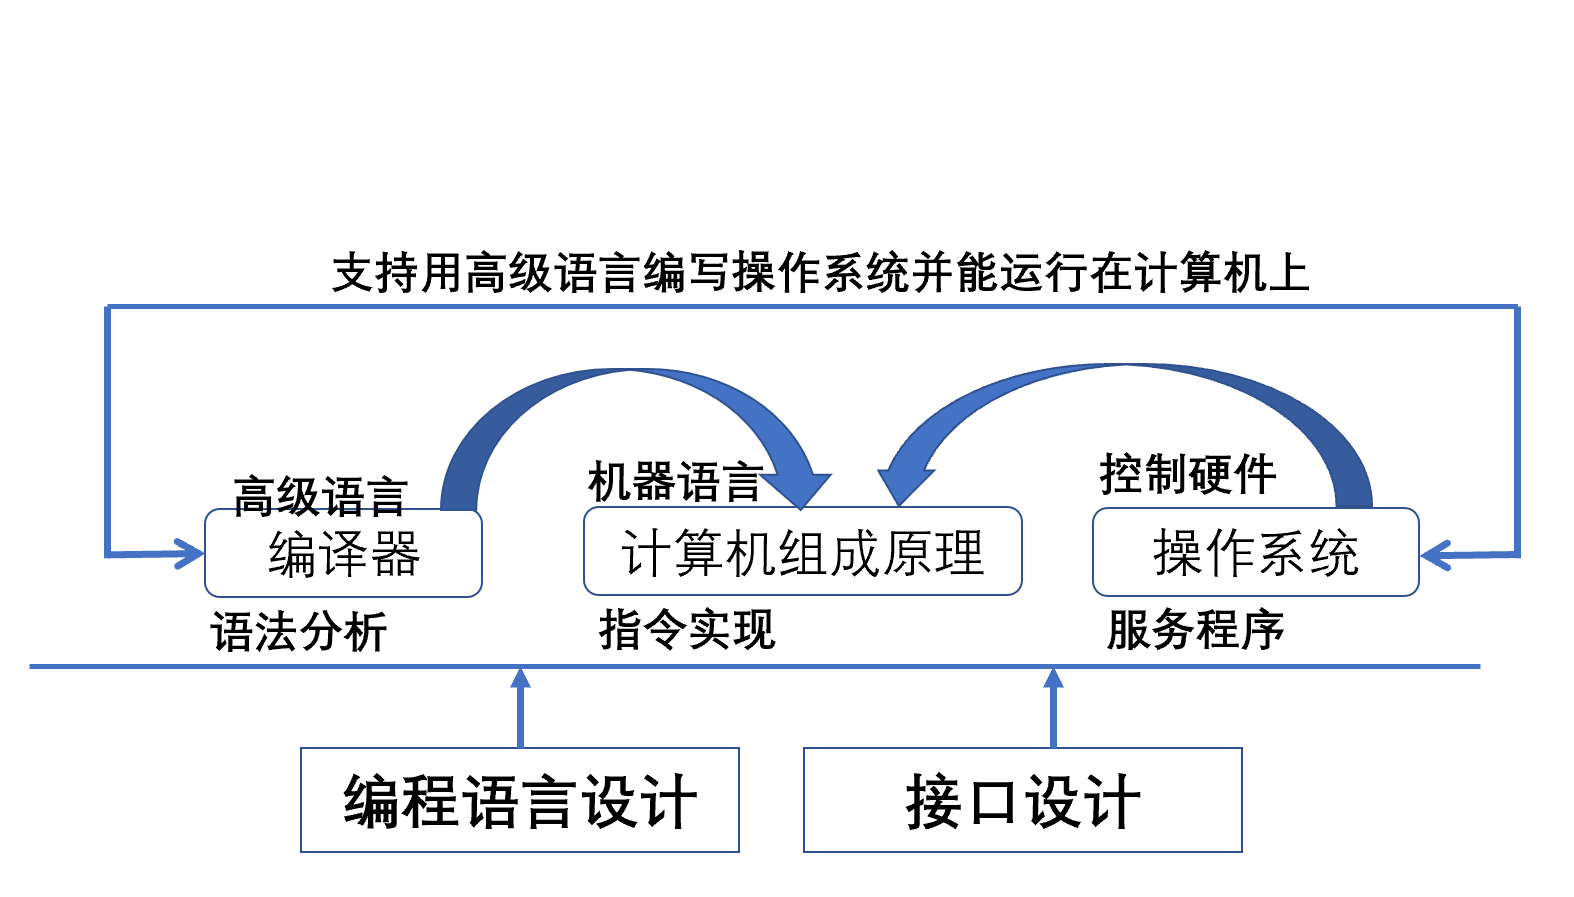 支持用高级语言编写操作系统并能运行在计算机上
高级语言
机器语言
控制硬件
编译器
计算机组成原理
操作系统
语法分析
指令实现
服务程序
编程语言设计
接口设计